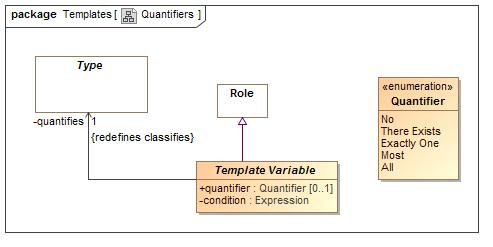 package Templates [ Quantifiers ]
Type
-quantifies 1
{redefines classifies}
Role
Template Variable
+quantifier : Quantifier [0..1]
-condition : Expression
«enumeration»
Quantifier
No
There Exists
Exactly One
Most
All